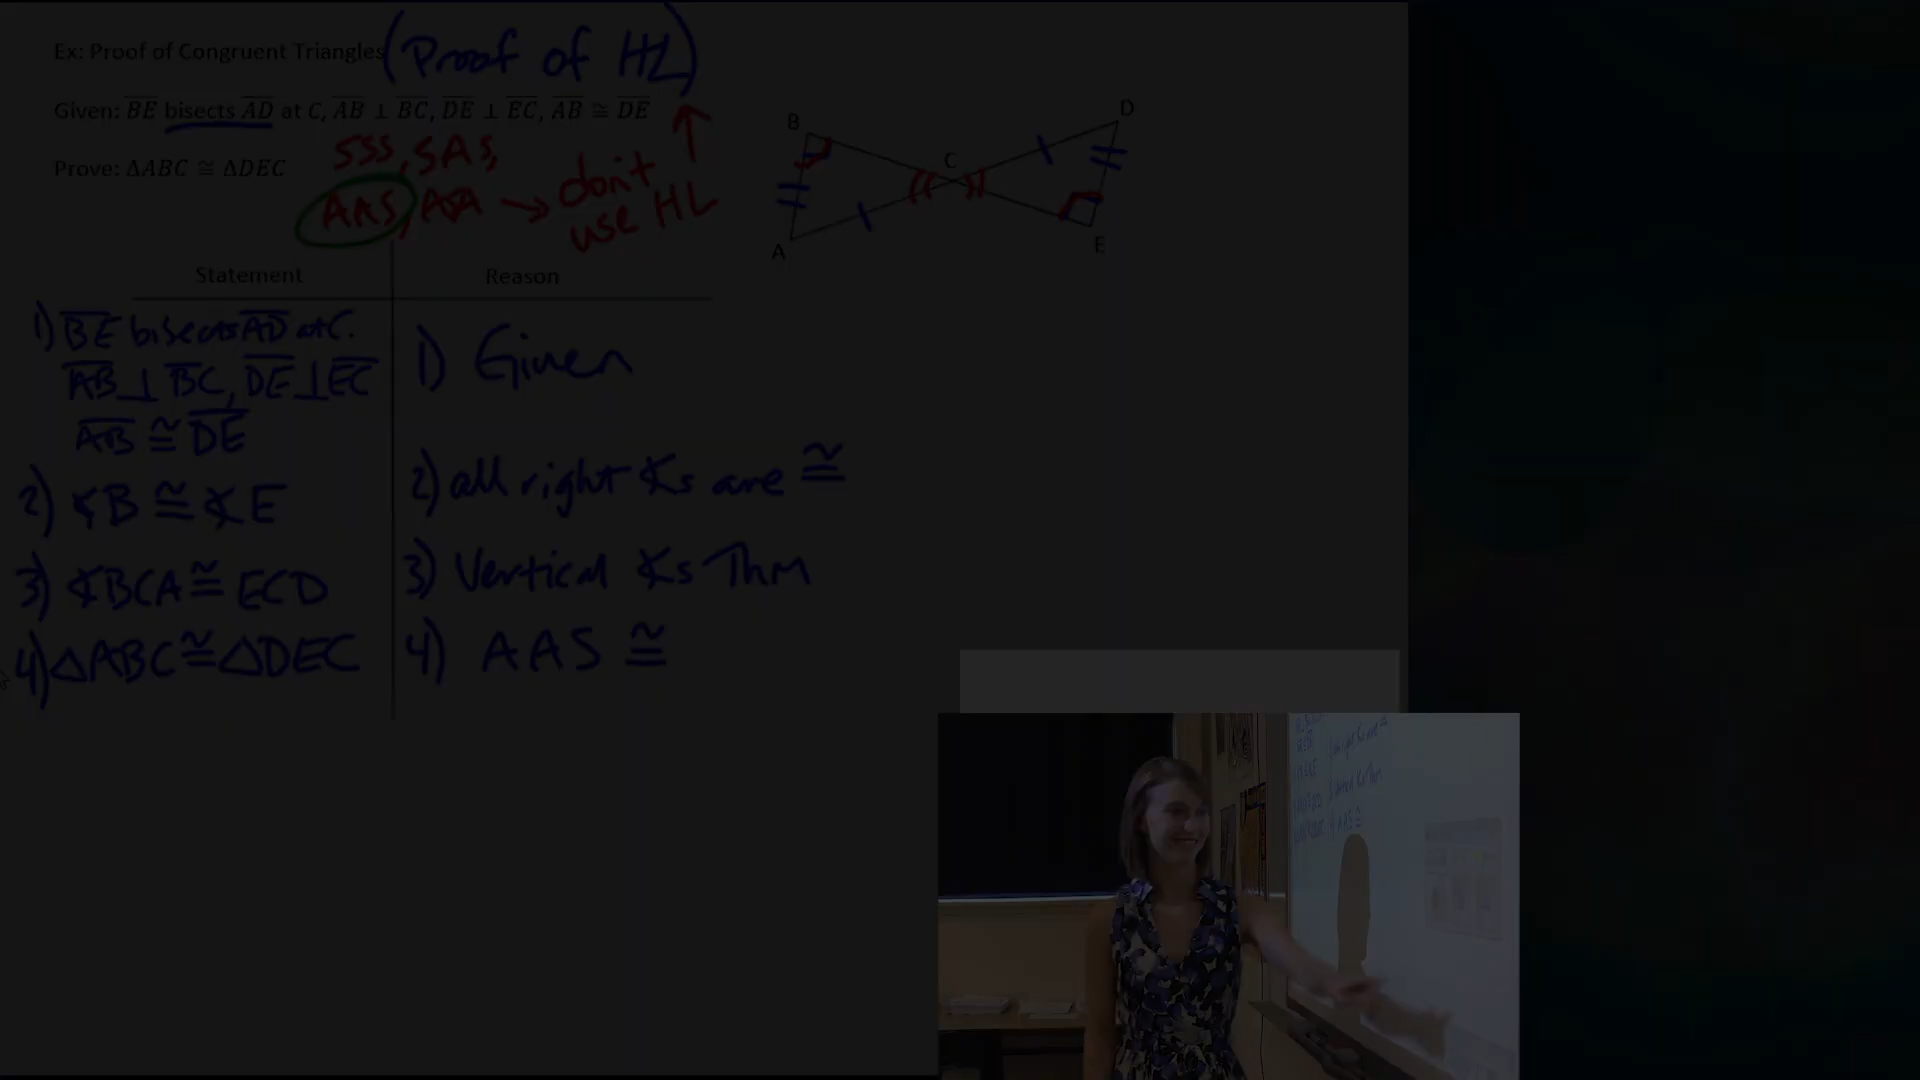 Ex: Proof of Congruent Triangles (Proof of HL)
Given: BE bisects AD at C, AB ⊥ BC, DE ⊥ EC, AB ≅ DE
Prove: ΔABC ≅ ΔDEC
SSS, SAS,
AAS, ASA → don't use HL
B
D
C
A
E
Statement
Reason
1) BE bisects AD at C.
AB ⊥ BC, DE ⊥ EC
AB ≅ DE
1) Given
2) ∡B ≅ ∡E
2) all right ∡s are ≅
3) ∡BCA ≅ ECD
3) Vertical ∡s Thm
4) △ABC ≅ △DEC
4) AAS ≅